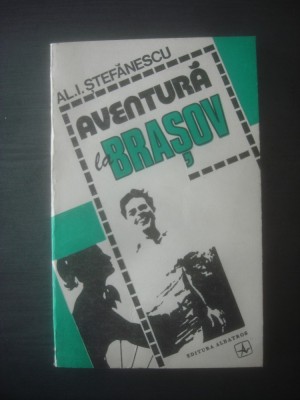 AL.I. ȘTEFĂNESCU
AVENTURĂ
la
BRAȘOV
EDITURA ALBATROS